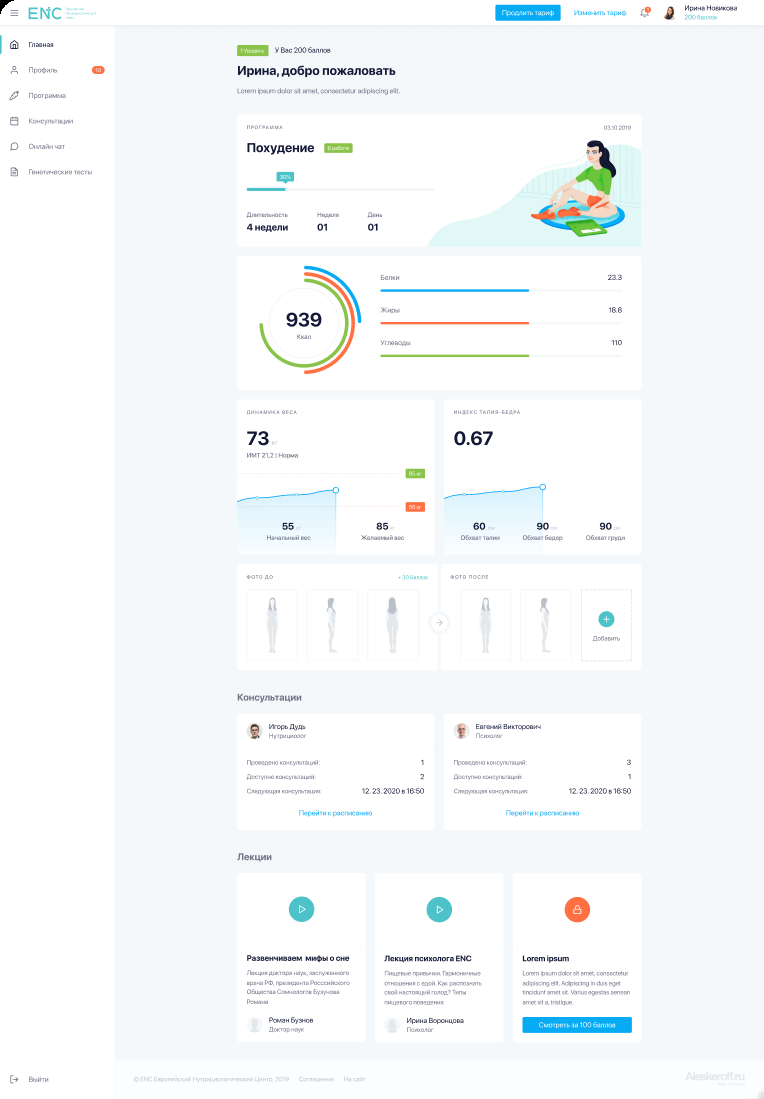 ENC
Продлить тариф
Изменить тариф
Ирина Новикова
200 баллов
Главная
Профиль
10
Программа
Консультации
Онлайн чат
Генетические тесты
Выйти
1 Уровень
У Вас 200 баллов
Ирина, добро пожаловать
Lorem ipsum dolor sit amet, consectetur adipiscing elit.
ПРОГРАММА
03.10.2019
Похудение
В работе
30%
Длительность
Неделя
День
4 недели
01
01
939
Ккал
Белки
23.3
Жиры
18.8
Углеводы
110
ДИНАМИКА ВЕСА
73 кг
ИМТ 21,2 | Норма
85 кг
55 кг
55 кг
85 кг
Начальный вес
Желаемый вес
ИНДЕКС ТАЛИЯ-БЕДРА
0.67
60 см
90 см
90 см
Обхват талии
Обхват бедер
Обхват груди
ФОТО ДО
+ 30 Баллов
ФОТО ПОСЛЕ
Добавить
Консультации
Игорь Дудь
Нутрициолог
Проведено консультаций:
1
Доступно консультаций:
2
Следующая консультация:
12. 23. 2020 в 16:50
Перейти к расписанию
Евгений Викторович
Психолог
Проведено консультаций:
3
Доступно консультаций:
1
Следующая консультация:
12. 23. 2020 в 16:50
Перейти к расписанию
Лекции
Развенчиваем мифы о сне
Лекция доктора наук, заслуженного
врача РФ, президента Росссийского
Общества Сомнологов Бузунова
Романа
Роман Бузнов
Доктор наук
Лекция психолога ENC
Пищевые привычки. Гармоничные
отношения с едой. Как распознать
свой настоящий голод? Типы
пищевого поведения
Ирина Воронцова
Психолог
Lorem ipsum
Lorem ipsum dolor sit amet, consectetur
adipiscing elit. Adipiscing in duis eget
tincidunt amet sit. Varius egestas aenean
amet sit a, tristique.
Смотреть за 100 баллов
© ENC Европейский Нутрициологический Центр, 2019
Соглашение
На сайт
Aleskaroff.ru